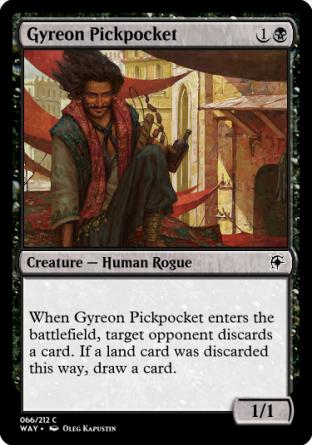 Gyreon Pickpocket 1
Creature — Human Rogue
When Gyreon Pickpocket enters the
battlefield, target opponent discards
a card. If a land card was discarded
this way, draw a card.
066/212 C
WAY • Oleg Kapustin
1/1